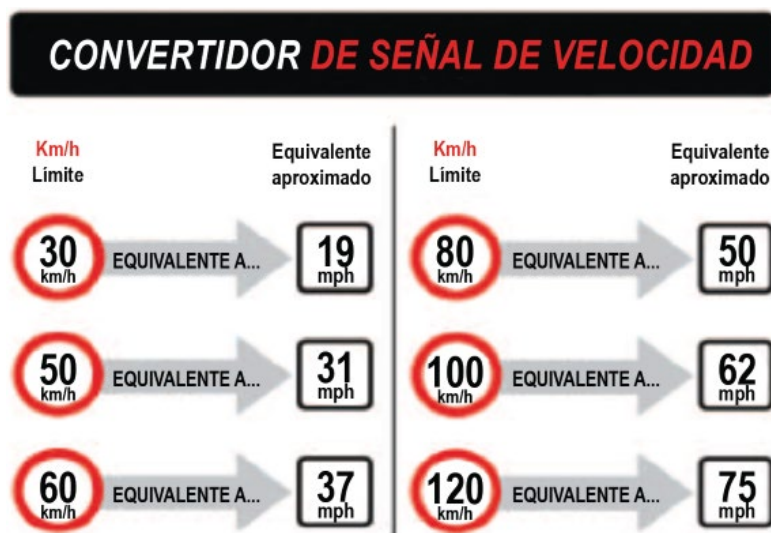 CONVERTIDOR DE SEÑAL DE VELOCIDAD
Km/h
Límite
Equivalente
aproximado
30
km/h
EQUIVALENTE A...
19
mph
50
km/h
EQUIVALENTE A...
31
mph
60
km/h
EQUIVALENTE A...
37
mph
Km/h
Límite
Equivalente
aproximado
80
km/h
EQUIVALENTE A...
50
mph
100
km/h
EQUIVALENTE A...
62
mph
120
km/h
EQUIVALENTE A...
75
mph